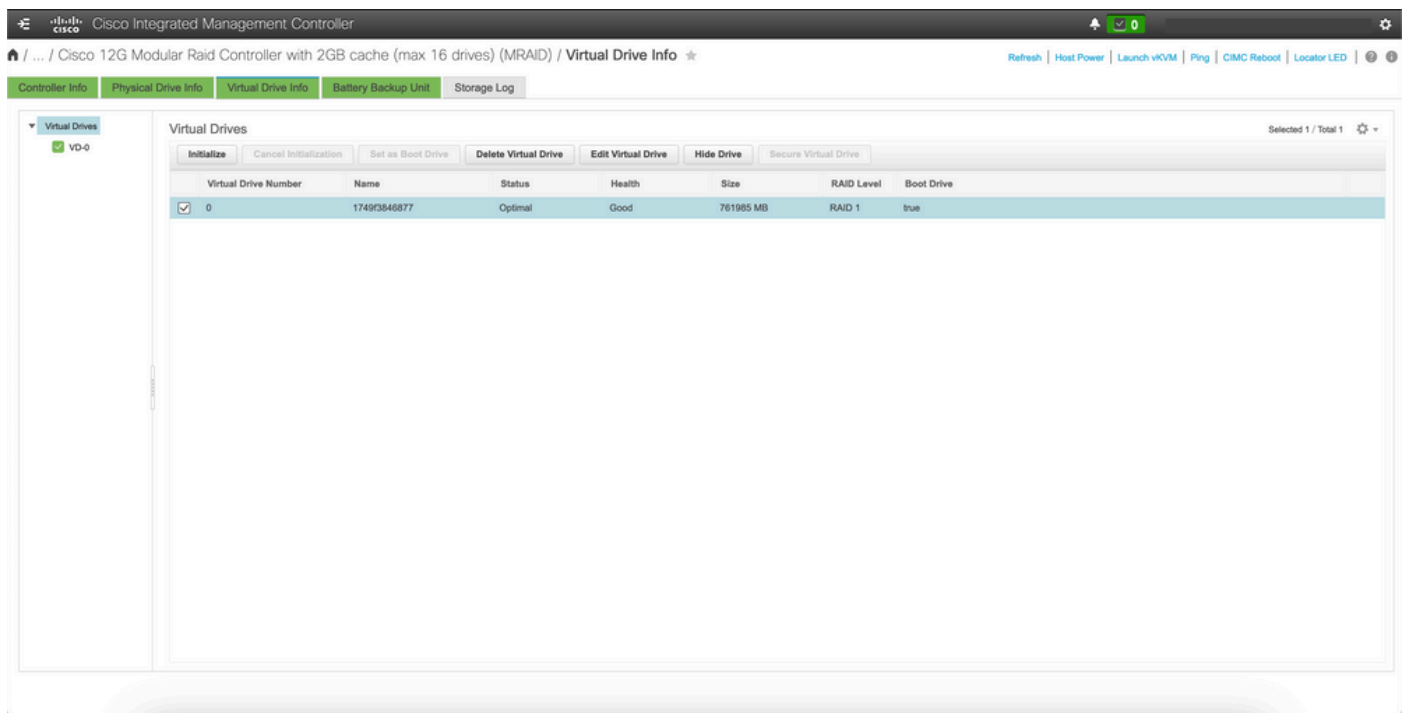 cisco Cisco Integrated Management Controller 0
/ ... / Cisco 12G Modular Raid Controller with 2GB cache (max 16 drives) (MRAID) / Virtual Drive Info ★ Refresh | Host Power | Launch vKVM | Ping | CIMC Reboot | Locator LED |
Controller Info Physical Drive Info Virtual Drive Info Battery Backup Unit Storage Log
Virtual Drives
VD-0
Virtual Drives Selected 1 / Total 1
Initialize Cancel Initialization Set as Boot Drive Delete Virtual Drive Edit Virtual Drive Hide Drive Secure Virtual Drive
Virtual Drive Number Name Status Health Size RAID Level Boot Drive
0 1749f3846877 Optimal Good 761985 MB RAID 1 true